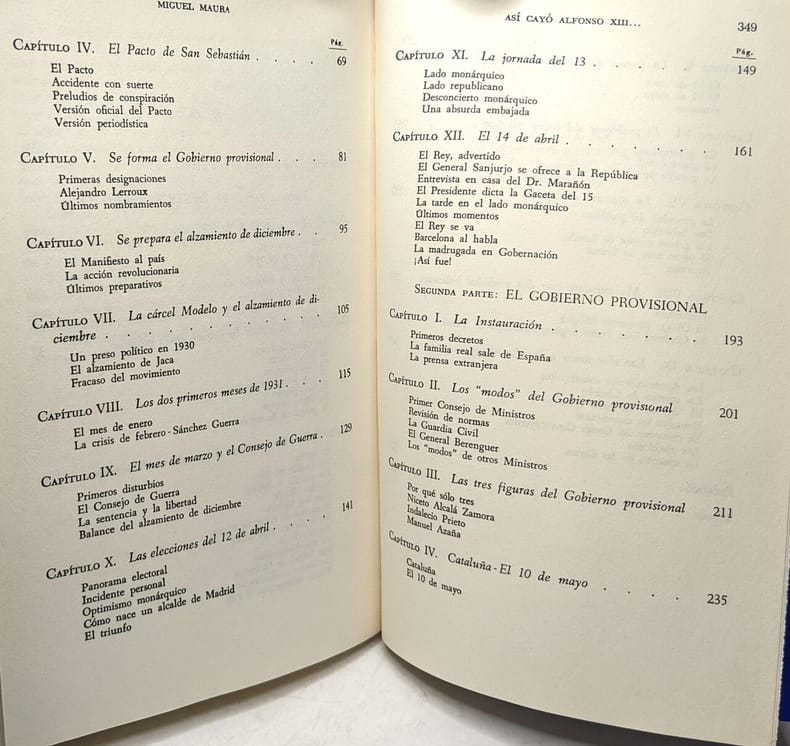 MIGUEL MAURA
Pág.
CAPÍTULO IV. El Pacto de San Sebastián . . . . 69
El Pacto
Accidente con suerte
Preludios de conspiración
Versión oficial del Pacto
Versión periodística
CAPÍTULO V. Se forma el Gobierno provisional . . . 81
Primeras designaciones
Alejandro Lerroux
Últimos nombramientos
CAPÍTULO VI. Se prepara el alzamiento de diciembre . . 95
El Manifiesto al país
La acción revolucionaria
Últimos preparativos
CAPÍTULO VII. La cárcel Modelo y el alzamiento de di-
ciembre . . . . . . . . . . 105
Un preso político en 1930
El alzamiento de Jaca
Fracaso del movimiento
CAPÍTULO VIII. Los dos primeros meses de 1931 . . . 115
El mes de enero
La crisis de febrero - Sánchez Guerra
CAPÍTULO IX. El mes de marzo y el Consejo de Guerra . 129
Primeros disturbios
El Consejo de Guerra
La sentencia y la libertad
Balance del alzamiento de diciembre
CAPÍTULO X. Las elecciones del 12 de abril . . . . 141
Panorama electoral
Incidente personal
Optimismo monárquico
Cómo nace un alcalde de Madrid
El triunfo
ASÍ CAYÓ ALFONSO XIII... 349
Pág.
CAPÍTULO XI. La jornada del 13 . . . . . 149
Lado monárquico
Lado republicano
Desconcierto monárquico
Una absurda embajada
CAPÍTULO XII. El 14 de abril . . . . . . 161
El Rey, advertido
El General Sanjurjo se ofrece a la República
Entrevista en casa del Dr. Marañón
El Presidente dicta la Gaceta del 15
La tarde en el lado monárquico
Últimos momentos
El Rey se va
Barcelona al habla
La madrugada en Gobernación
¡Así fue!
SEGUNDA PARTE: EL GOBIERNO PROVISIONAL
CAPÍTULO I. La Instauración . . . . . . 193
Primeros decretos
La familia real sale de España
La prensa extranjera
CAPÍTULO II. Los "modos" del Gobierno provisional 201
Primer Consejo de Ministros
Revisión de normas
La Guardia Civil
El General Berenguer
Los "modos" de otros Ministros
CAPÍTULO III. Las tres figuras del Gobierno provisional 211
Por qué sólo tres
Niceto Alcalá Zamora
Indalecio Prieto
Manuel Azaña
CAPÍTULO IV. Cataluña - El 10 de mayo . . . . 235
Cataluña
El 10 de mayo